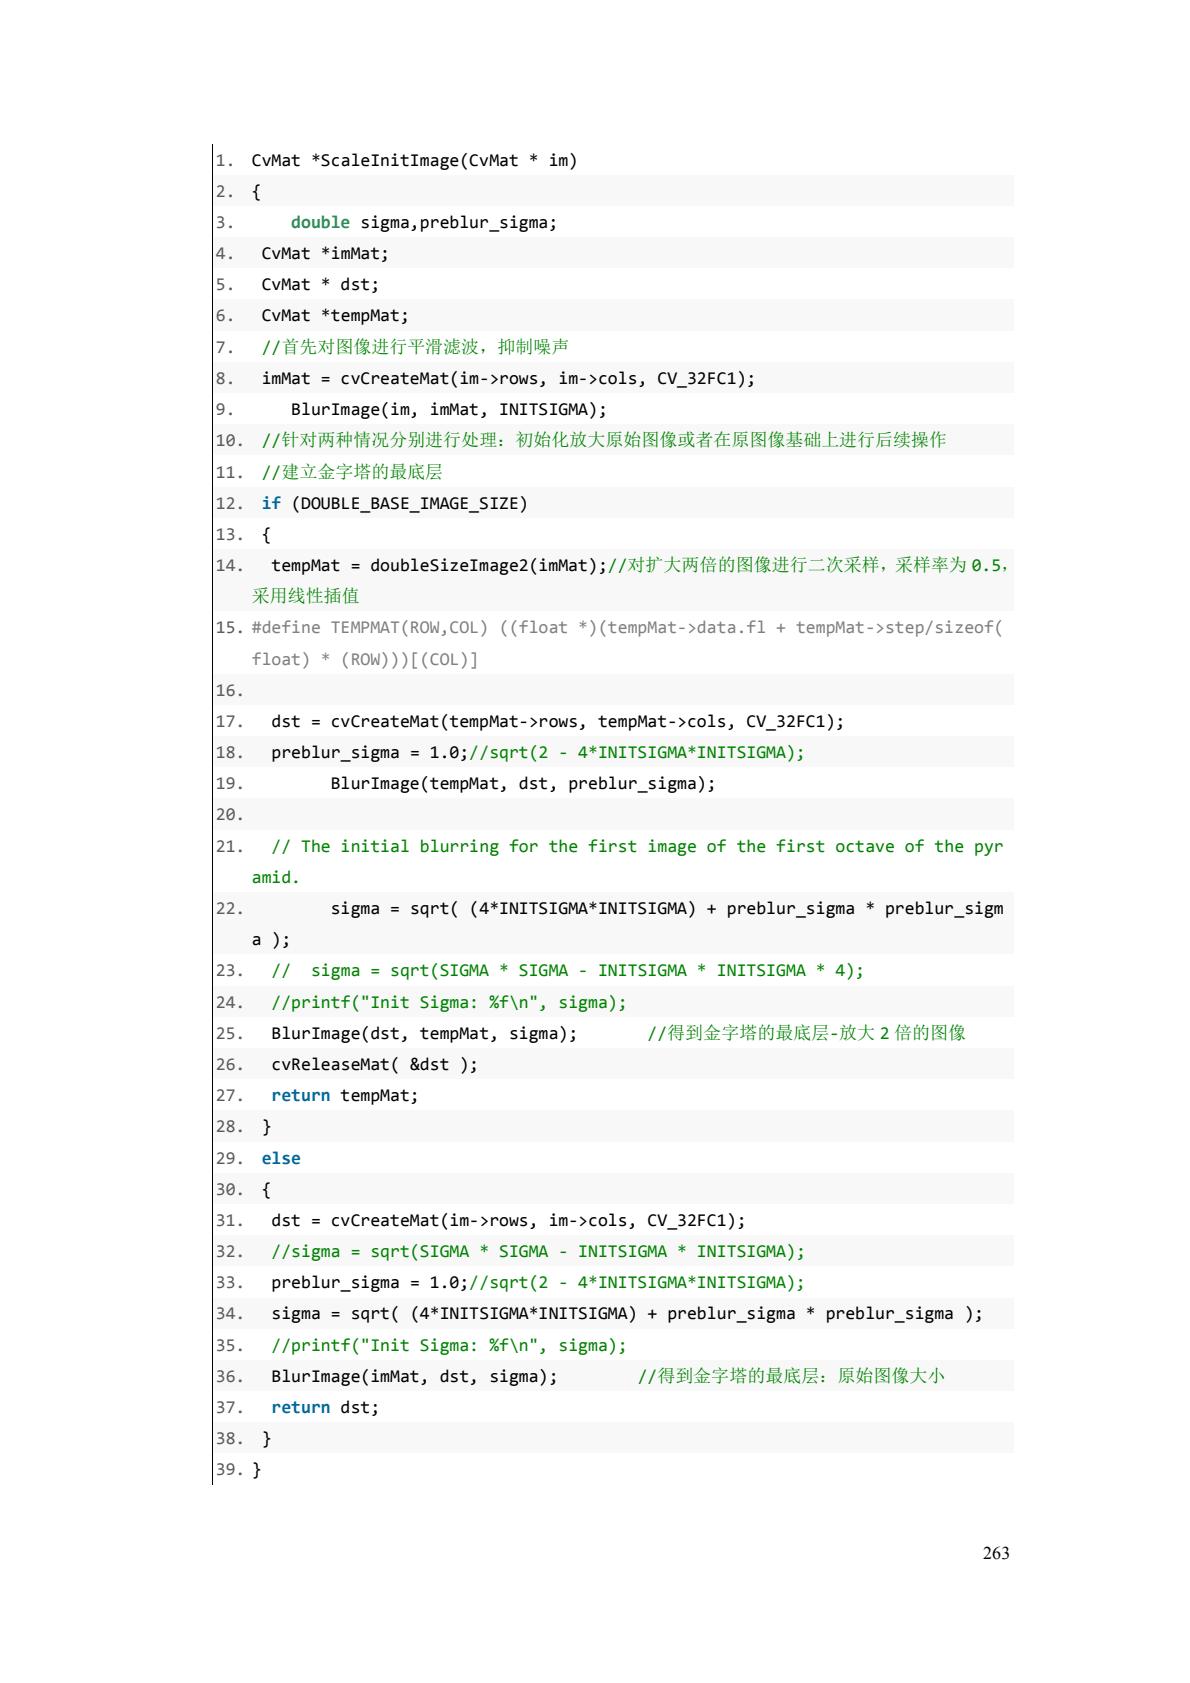 1. CvMat *ScaleInitImage(CvMat * im)
2. {
3. double sigma,preblur_sigma;
4. CvMat *imMat;
5. CvMat * dst;
6. CvMat *tempMat;
7. //首先对图像进行平滑滤波，抑制噪声
8. imMat = cvCreateMat(im->rows, im->cols, CV_32FC1);
9. BlurImage(im, imMat, INITSIGMA);
10. //针对两种情况分别进行处理：初始化放大原始图像或者在原图像基础上进行后续操作
11. //建立金字塔的最底层
12. if (DOUBLE_BASE_IMAGE_SIZE)
13. {
14. tempMat = doubleSizeImage2(imMat);//对扩大两倍的图像进行二次采样，采样率为 0.5，
采用线性插值
15. #define TEMPMAT(ROW,COL) ((float *)(tempMat->data.fl + tempMat->step/sizeof(
float) * (ROW)))[(COL)]
16.
17. dst = cvCreateMat(tempMat->rows, tempMat->cols, CV_32FC1);
18. preblur_sigma = 1.0;//sqrt(2 - 4*INITSIGMA*INITSIGMA);
19. BlurImage(tempMat, dst, preblur_sigma);
20.
21. // The initial blurring for the first image of the first octave of the pyr
amid.
22. sigma = sqrt( (4*INITSIGMA*INITSIGMA) + preblur_sigma * preblur_sigm
a );
23. // sigma = sqrt(SIGMA * SIGMA - INITSIGMA * INITSIGMA * 4);
24. //printf("Init Sigma: %f\n", sigma);
25. BlurImage(dst, tempMat, sigma); //得到金字塔的最底层-放大 2 倍的图像
26. cvReleaseMat( &dst );
27. return tempMat;
28. }
29. else
30. {
31. dst = cvCreateMat(im->rows, im->cols, CV_32FC1);
32. //sigma = sqrt(SIGMA * SIGMA - INITSIGMA * INITSIGMA);
33. preblur_sigma = 1.0;//sqrt(2 - 4*INITSIGMA*INITSIGMA);
34. sigma = sqrt( (4*INITSIGMA*INITSIGMA) + preblur_sigma * preblur_sigma );
35. //printf("Init Sigma: %f\n", sigma);
36. BlurImage(imMat, dst, sigma); //得到金字塔的最底层：原始图像大小
37. return dst;
38. }
39. }
263